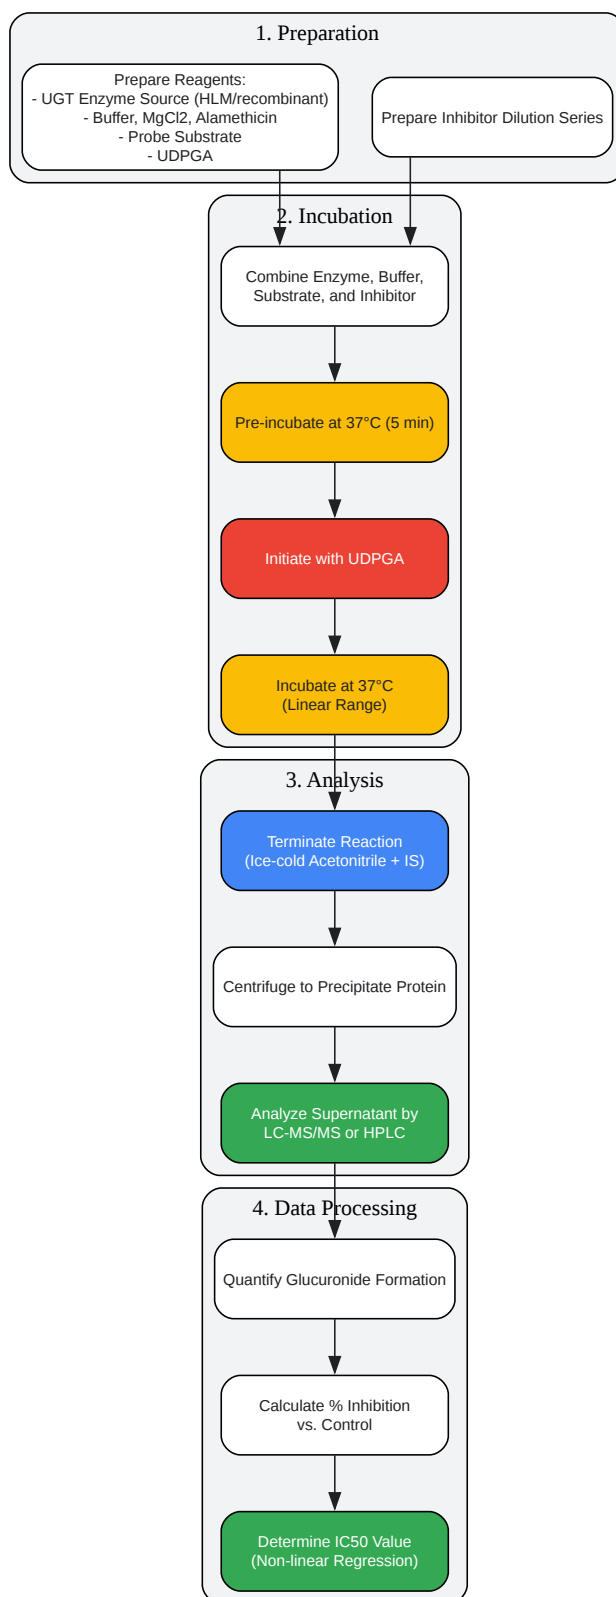 1. Preparation
Prepare Reagents:
- UGT Enzyme Source (HLM/recombinant)
- Buffer, MgCl2, Alamethicin
- Probe Substrate
- UDPGA
Prepare Inhibitor Dilution Series
2. Incubation
Combine Enzyme, Buffer,
Substrate, and Inhibitor
Pre-incubate at 37°C (5 min)
Initiate with UDPGA
Incubate at 37°C
(Linear Range)
3. Analysis
Terminate Reaction
(Ice-cold Acetonitrile + IS)
Centrifuge to Precipitate Protein
Analyze Supernatant by
LC-MS/MS or HPLC
4. Data Processing
Quantify Glucuronide Formation
Calculate % Inhibition
vs. Control
Determine IC50 Value
(Non-linear Regression)